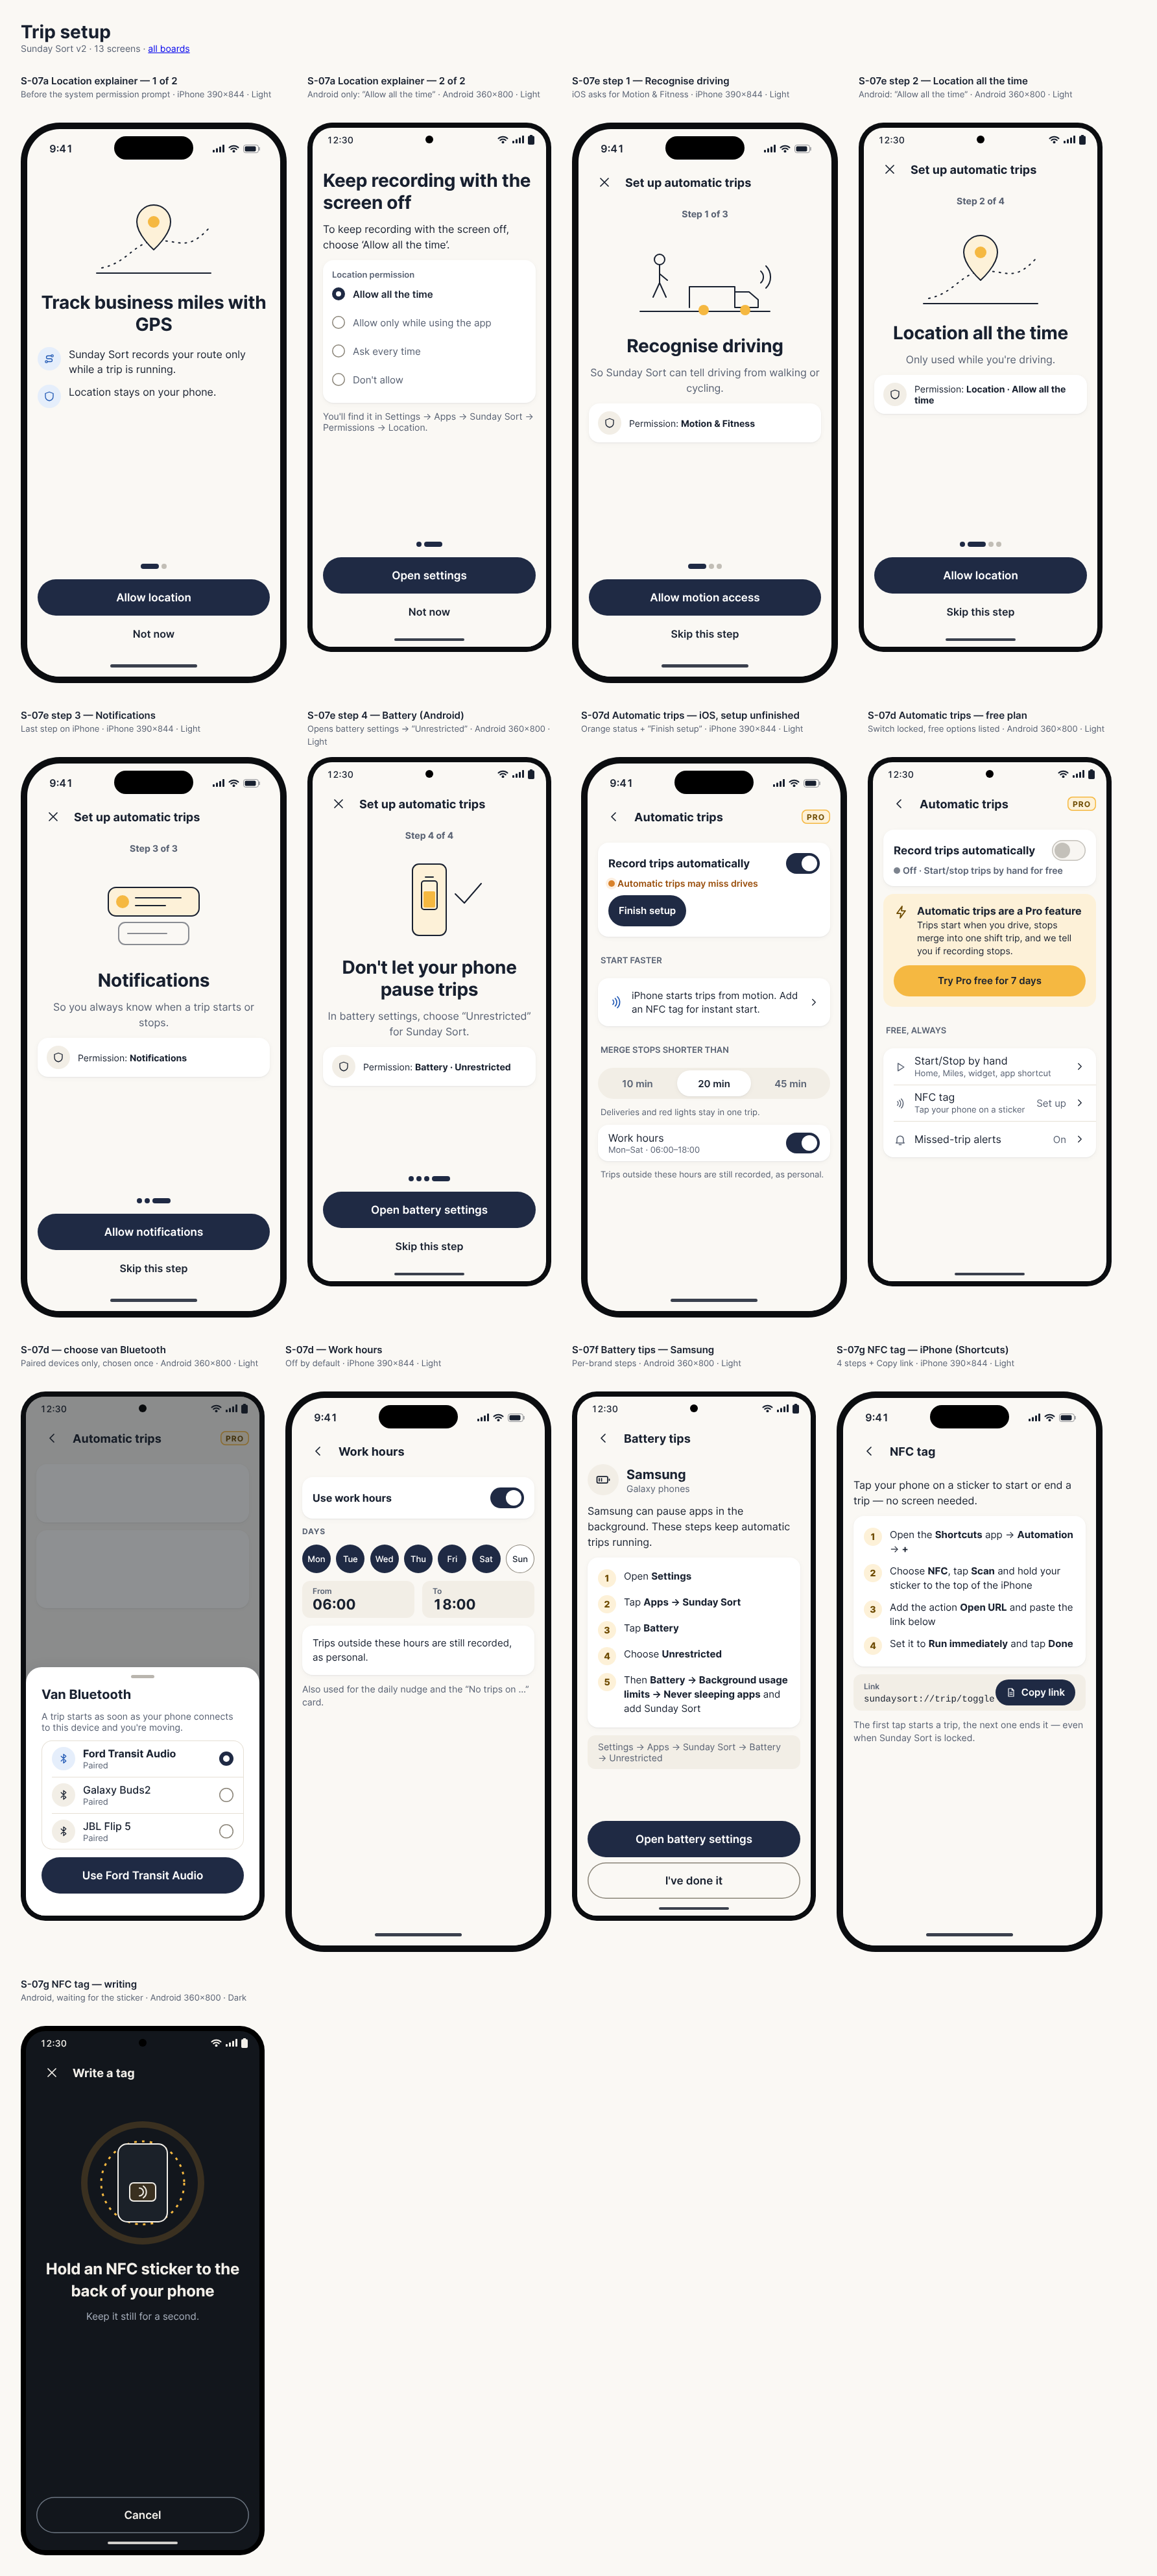 Trip setup
Sunday Sort v2 · 13 screens · all boards
S-07a Location explainer — 1 of 2
Before the system permission prompt · iPhone 390×844 · Light
9:41
Track business miles with
GPS
Sunday Sort records your route only
while a trip is running.
Location stays on your phone.
Allow location
Not now
S-07a Location explainer — 2 of 2
Android only: “Allow all the time” · Android 360×800 · Light
12:30
Keep recording with the
screen off
To keep recording with the screen off,
choose ‘Allow all the time’.
Location permission
Allow all the time
Allow only while using the app
Ask every time
Don't allow
You'll find it in Settings → Apps → Sunday Sort →
Permissions → Location.
Open settings
Not now
S-07e step 1 — Recognise driving
iOS asks for Motion & Fitness · iPhone 390×844 · Light
9:41
Set up automatic trips
Step 1 of 3
Recognise driving
So Sunday Sort can tell driving from walking or
cycling.
Permission: Motion & Fitness
Allow motion access
Skip this step
S-07e step 2 — Location all the time
Android: “Allow all the time” · Android 360×800 · Light
12:30
Set up automatic trips
Step 2 of 4
Location all the time
Only used while you're driving.
Permission: Location · Allow all the
time
Allow location
Skip this step
S-07e step 3 — Notifications
Last step on iPhone · iPhone 390×844 · Light
9:41
Set up automatic trips
Step 3 of 3
Notifications
So you always know when a trip starts or
stops.
Permission: Notifications
Allow notifications
Skip this step
S-07e step 4 — Battery (Android)
Opens battery settings → “Unrestricted” · Android 360×800 ·
Light
12:30
Set up automatic trips
Step 4 of 4
Don't let your phone
pause trips
In battery settings, choose “Unrestricted”
for Sunday Sort.
Permission: Battery · Unrestricted
Open battery settings
Skip this step
S-07d Automatic trips — iOS, setup unfinished
Orange status + “Finish setup” · iPhone 390×844 · Light
9:41
Automatic trips
PRO
Record trips automatically
Automatic trips may miss drives
Finish setup
START FASTER
iPhone starts trips from motion. Add
an NFC tag for instant start.
MERGE STOPS SHORTER THAN
10 min
20 min
45 min
Deliveries and red lights stay in one trip.
Work hours
Mon–Sat · 06:00–18:00
Trips outside these hours are still recorded, as personal.
S-07d Automatic trips — free plan
Switch locked, free options listed · Android 360×800 · Light
12:30
Automatic trips
PRO
Record trips automatically
Off · Start/stop trips by hand for free
Automatic trips are a Pro feature
Trips start when you drive, stops
merge into one shift trip, and we tell
you if recording stops.
Try Pro free for 7 days
FREE, ALWAYS
Start/Stop by hand
Home, Miles, widget, app shortcut
NFC tag
Tap your phone on a sticker
Set up
Missed-trip alerts
On
S-07d — choose van Bluetooth
Paired devices only, chosen once · Android 360×800 · Light
12:30
Automatic trips
PRO
Van Bluetooth
A trip starts as soon as your phone connects
to this device and you're moving.
Ford Transit Audio
Paired
Galaxy Buds2
Paired
JBL Flip 5
Paired
Use Ford Transit Audio
S-07d — Work hours
Off by default · iPhone 390×844 · Light
9:41
Work hours
Use work hours
DAYS
Mon
Tue
Wed
Thu
Fri
Sat
Sun
From
06:00
To
18:00
Trips outside these hours are still recorded,
as personal.
Also used for the daily nudge and the “No trips on …”
card.
S-07f Battery tips — Samsung
Per-brand steps · Android 360×800 · Light
12:30
Battery tips
Samsung
Galaxy phones
Samsung can pause apps in the
background. These steps keep automatic
trips running.
1 Open Settings
2 Tap Apps → Sunday Sort
3 Tap Battery
4 Choose Unrestricted
5 Then Battery → Background usage
limits → Never sleeping apps and
add Sunday Sort
Settings → Apps → Sunday Sort → Battery
→ Unrestricted
Open battery settings
I've done it
S-07g NFC tag — iPhone (Shortcuts)
4 steps + Copy link · iPhone 390×844 · Light
9:41
NFC tag
Tap your phone on a sticker to start or end a
trip — no screen needed.
1 Open the Shortcuts app → Automation
→ +
2 Choose NFC, tap Scan and hold your
sticker to the top of the iPhone
3 Add the action Open URL and paste the
link below
4 Set it to Run immediately and tap Done
Link
sundaysort://trip/toggle
Copy link
The first tap starts a trip, the next one ends it — even
when Sunday Sort is locked.
S-07g NFC tag — writing
Android, waiting for the sticker · Android 360×800 · Dark
12:30
Write a tag
Hold an NFC sticker to the
back of your phone
Keep it still for a second.
Cancel